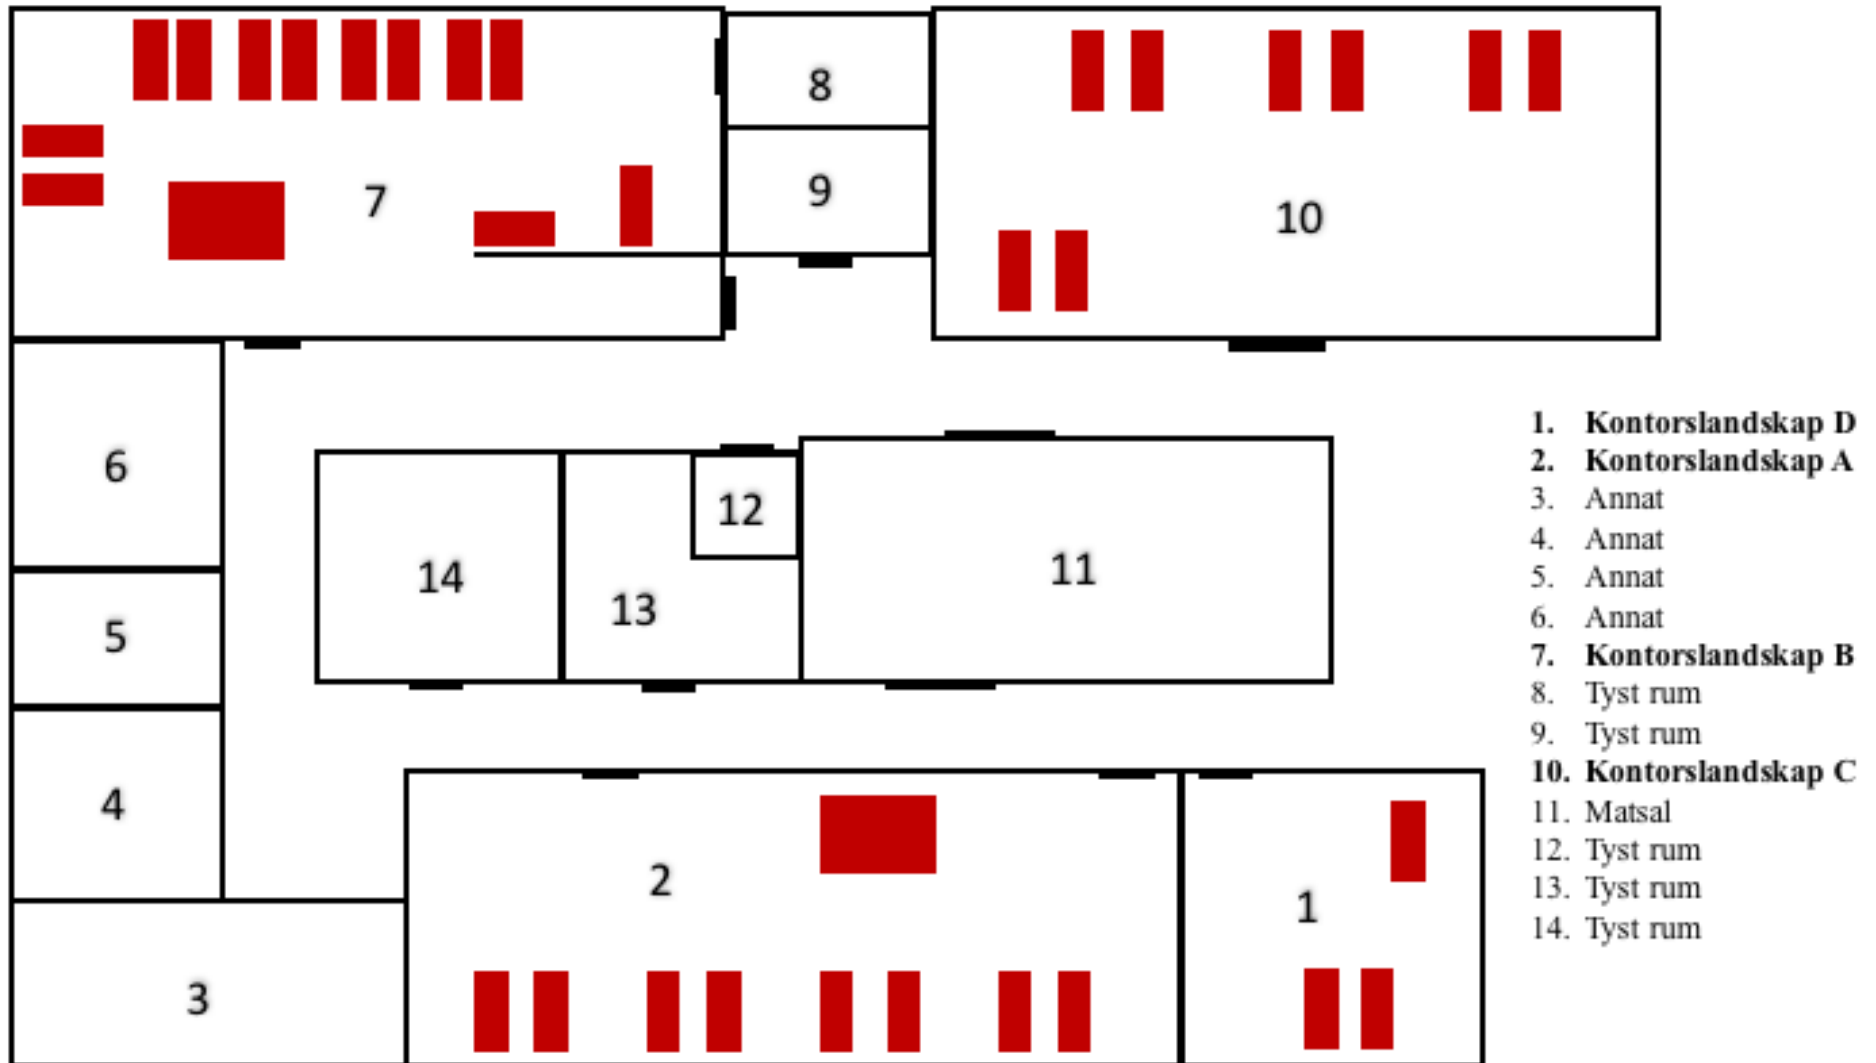 8
7
9
10
6
12
14
11
13
5
4
2
1
3
1. Kontorslandskap D
2. Kontorslandskap A
3. Annat
4. Annat
5. Annat
6. Annat
7. Kontorslandskap B
8. Tyst rum
9. Tyst rum
10. Kontorslandskap C
11. Matsal
12. Tyst rum
13. Tyst rum
14. Tyst rum